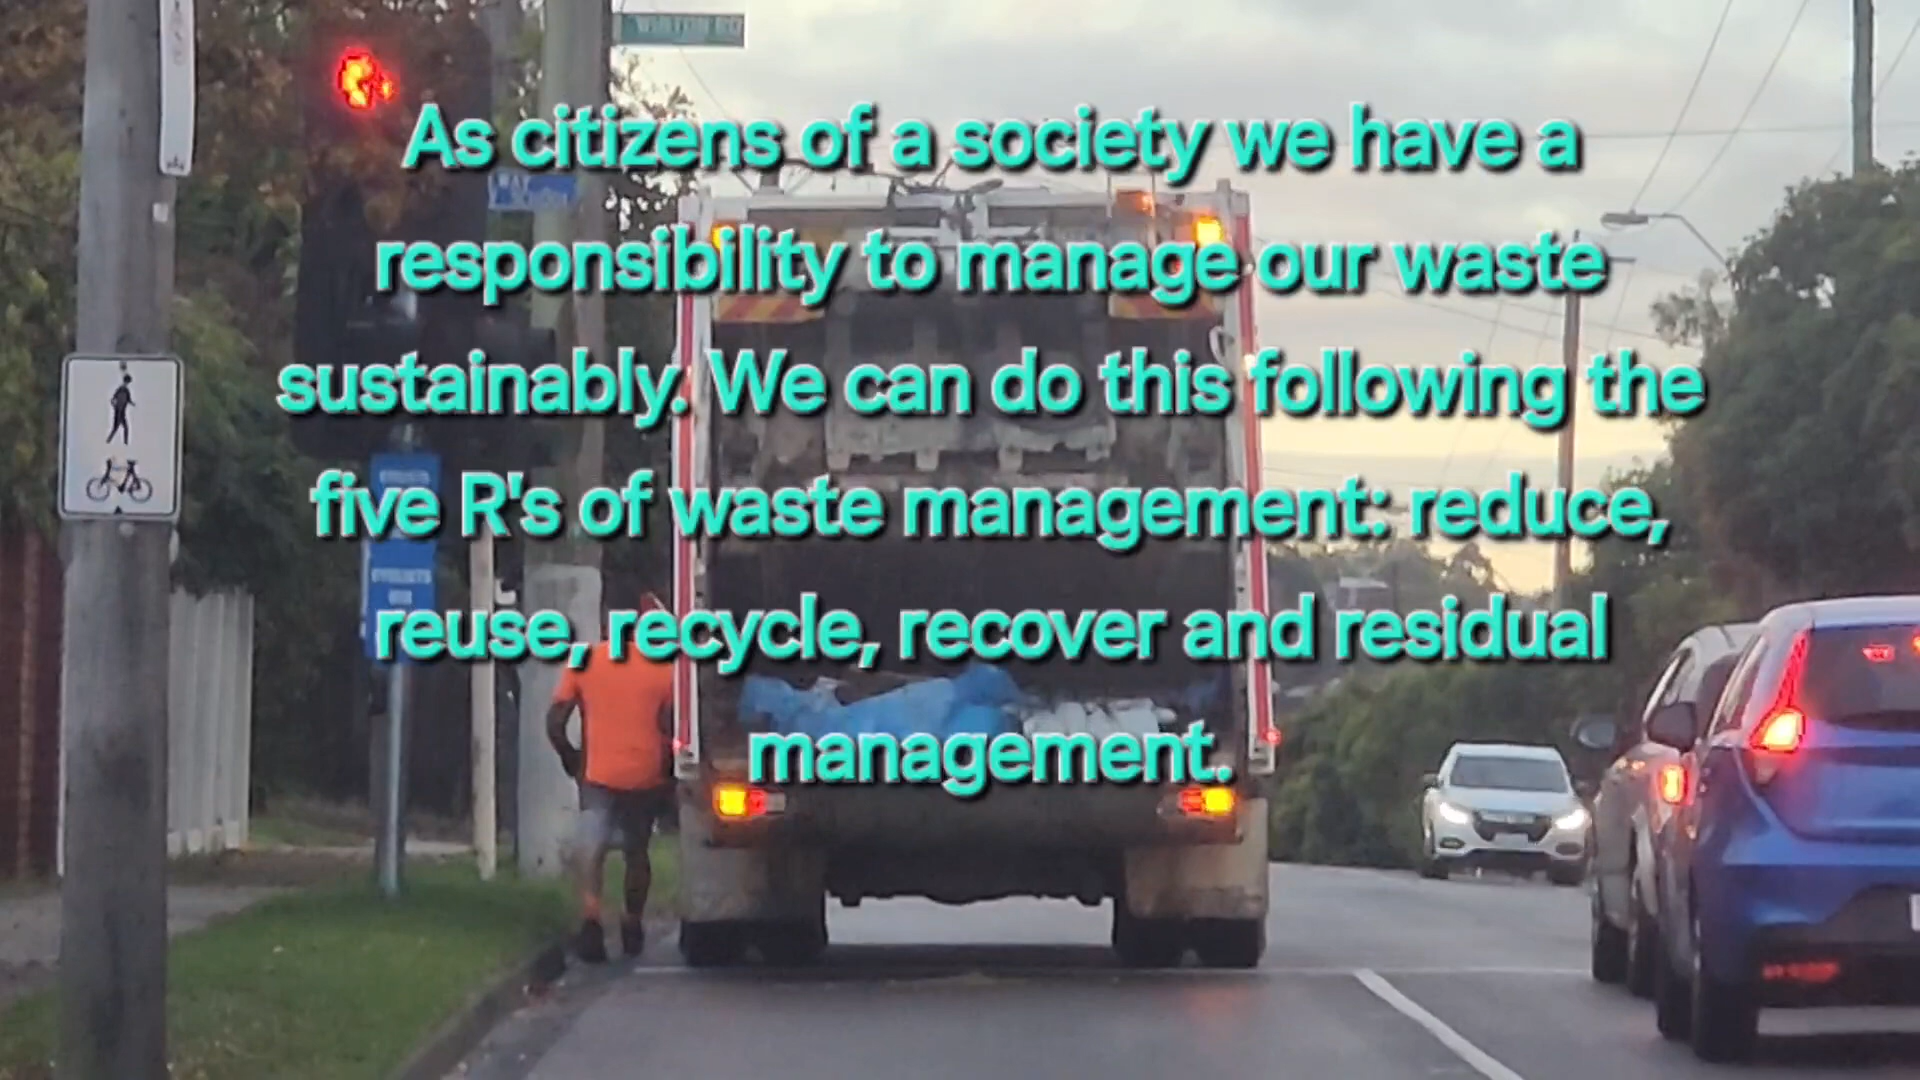 As citizens of a society we have a
responsibility to manage our waste
sustainably. We can do this following the
five R's of waste management: reduce,
reuse, recycle, recover and residual
management..